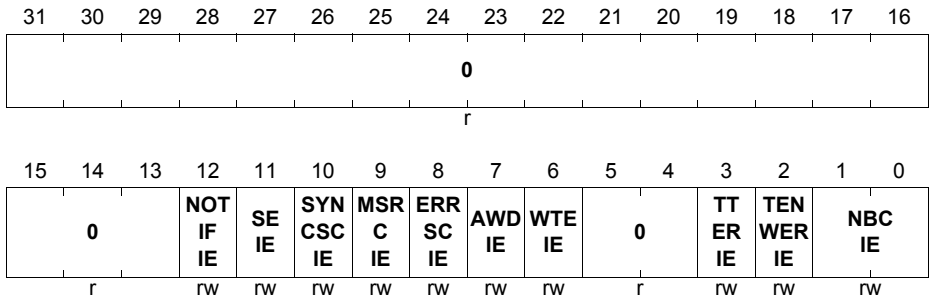 31 30 29 28 27 26 25 24 23 22 21 20 19 18 17 16
0
r
15 14 13 12 11 10 9 8 7 6 5 4 3 2 1 0
0 NOT IF IE SE IE SYN CSC IE MSR C IE ERR SC IE AWD IE WTE IE 0 TT ER IE TEN WER IE NBC IE
r rw rw rw rw rw rw rw r rw rw rw